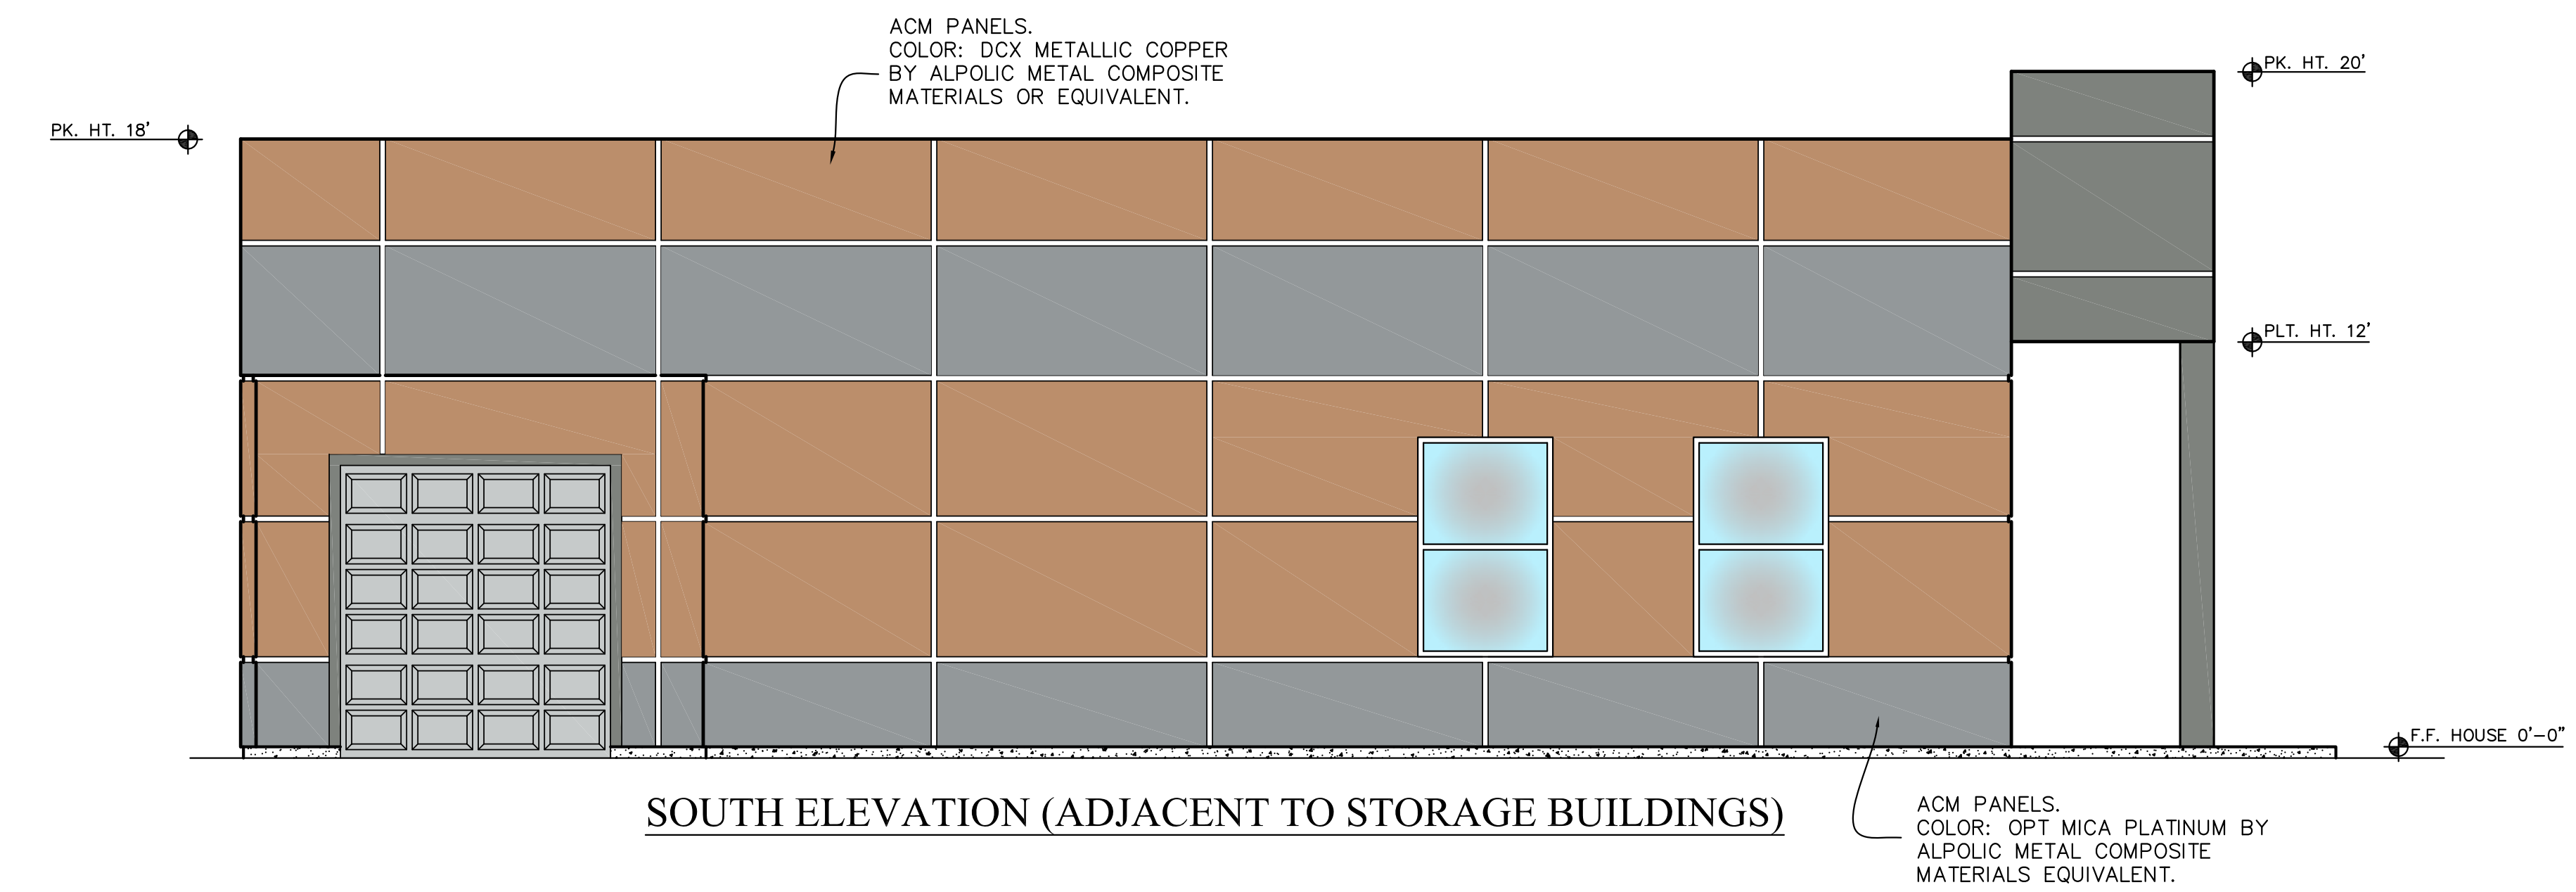 ACM PANELS.
COLOR: DCX METALLIC COPPER
BY ALPOLIC METAL COMPOSITE
MATERIALS OR EQUIVALENT.
PK. HT. 20'
PK. HT. 18'
PLT. HT. 12'
F.F. HOUSE 0'-0"
SOUTH ELEVATION (ADJACENT TO STORAGE BUILDINGS)
ACM PANELS.
COLOR: OPT MICA PLATINUM BY
ALPOLIC METAL COMPOSITE
MATERIALS EQUIVALENT.